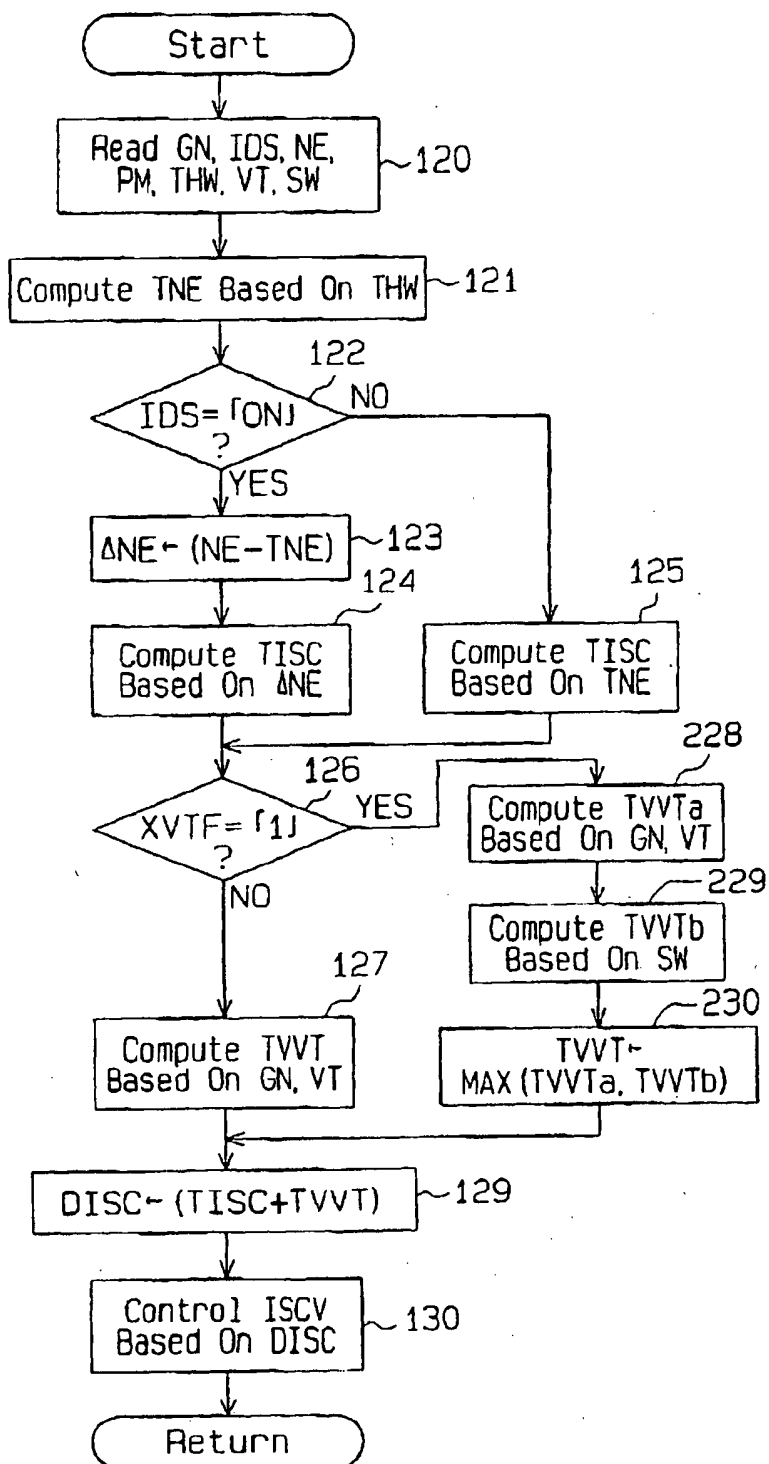 Start
Read GN, IDS, NE,
PM, THW, VT, SW
120
Compute TNE Based On THW
121
122
IDS=「ON」
?
NO
YES
ΔNE←(NE-TNE)
123
124
Compute TISC
Based On ΔNE
125
Compute TISC
Based On TNE
126
XVTF=「1」
?
YES
NO
228
Compute TVVTa
Based On GN, VT
229
Compute TVVTb
Based On SW
230
TVVT←
MAX(TVVTa, TVVTb)
127
Compute TVVT
Based On GN, VT
DISC←(TISC+TVVT)
129
Control ISCV
Based On DISC
130
Return